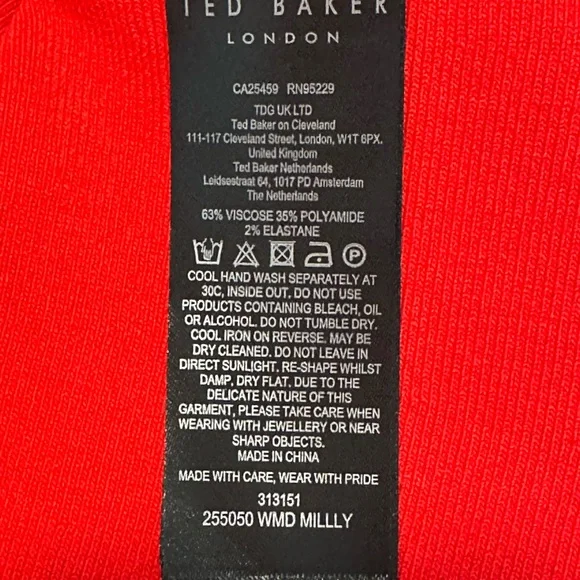 TED BAKER
LONDON
CA25459 RN95229
TDG UK LTD
Ted Baker on Cleveland
111-117 Cleveland Street, London, W1T 6PX.
United Kingdom
Ted Baker Netherlands
Leidsestraat 64, 1017 PD Amsterdam
The Netherlands
63% VISCOSE 35% POLYAMIDE
2% ELASTANE
P
COOL HAND WASH SEPARATELY AT
30C, INSIDE OUT. DO NOT USE
PRODUCTS CONTAINING BLEACH, OIL
OR ALCOHOL. DO NOT TUMBLE DRY.
COOL IRON ON REVERSE. MAY BE
DRY CLEANED. DO NOT LEAVE IN
DIRECT SUNLIGHT. RE-SHAPE WHILST
DAMP, DRY FLAT. DUE TO THE
DELICATE NATURE OF THIS
GARMENT, PLEASE TAKE CARE WHEN
WEARING WITH JEWELLERY OR NEAR
SHARP OBJECTS.
MADE IN CHINA
MADE WITH CARE, WEAR WITH PRIDE
313151
255050 WMD MILLLY